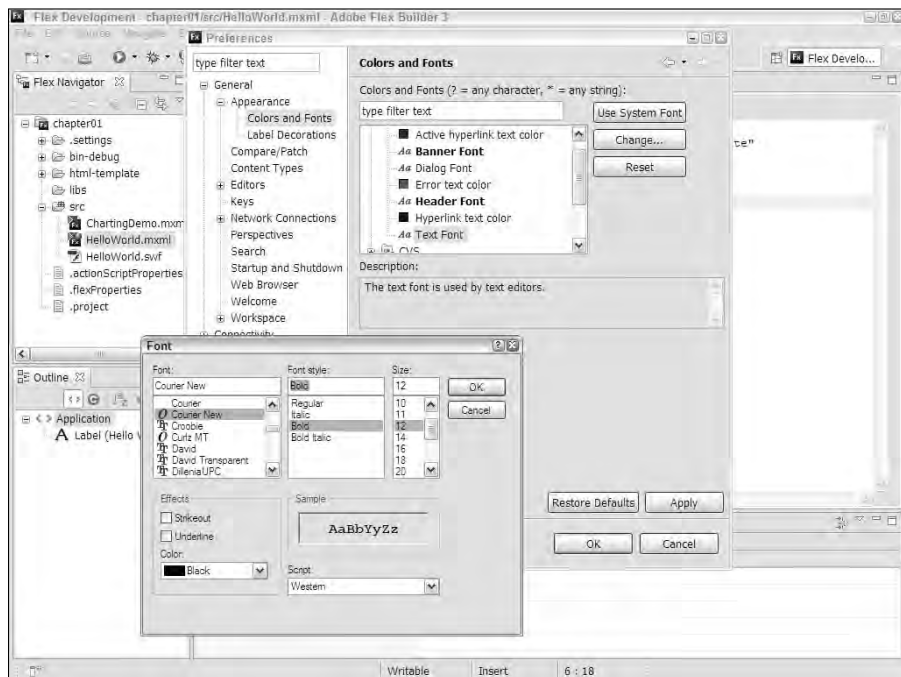 Flex Development - chapter01/src/HelloWorld.mxml - Adobe Flex Builder 3
Flex Develo...
Flex Navigator
chapter01
.settings
bin-debug
html-template
libs
src
ChartingDemo.mxm
HelloWorld.mxml
HelloWorld.swf
.actionScriptProperties
.flexProperties
.project
Outline
Application
Label (Hello
Preferences
type filter text
General
Appearance
Colors and Fonts
Label Decorations
Compare/Patch
Content Types
Editors
Keys
Network Connections
Perspectives
Search
Startup and Shutdown
Web Browser
Welcome
Workspace
Connectivity
Colors and Fonts
Colors and Fonts (? = any character, * = any string):
type filter text
Active hyperlink text color
Aa Banner Font
Aa Dialog Font
Error text color
Aa Header Font
Hyperlink text color
Aa Text Font
CVS
Use System Font
Change...
Reset
Description:
The text font is used by text editors.
Restore Defaults
Apply
OK
Cancel
Font
Font:
Courier New
Courier
Courier New
Croobie
Curlz MT
David
David Transparent
DilleniaUPC
Font style:
Bold
Regular
Italic
Bold
Bold Italic
Size:
12
10
11
12
14
16
18
20
OK
Cancel
Effects
Strikeout
Underline
Color:
Black
Sample
AaBbYyZz
Script:
Western
Writable
Insert
6 : 18